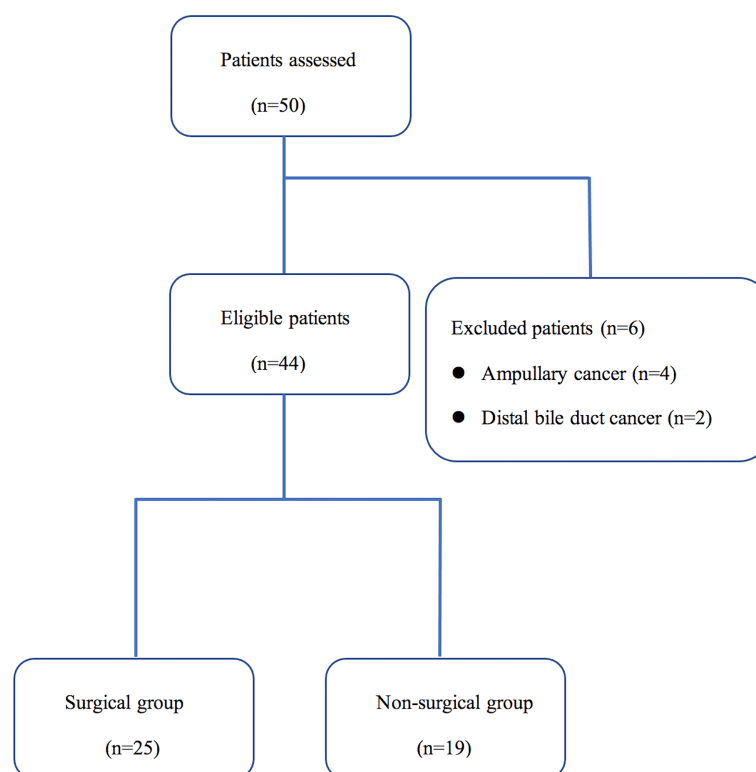 Patients assessed
(n=50)
Eligible patients
(n=44)
Excluded patients (n=6)
● Ampullary cancer (n=4)
● Distal bile duct cancer (n=2)
Surgical group
(n=25)
Non-surgical group
(n=19)